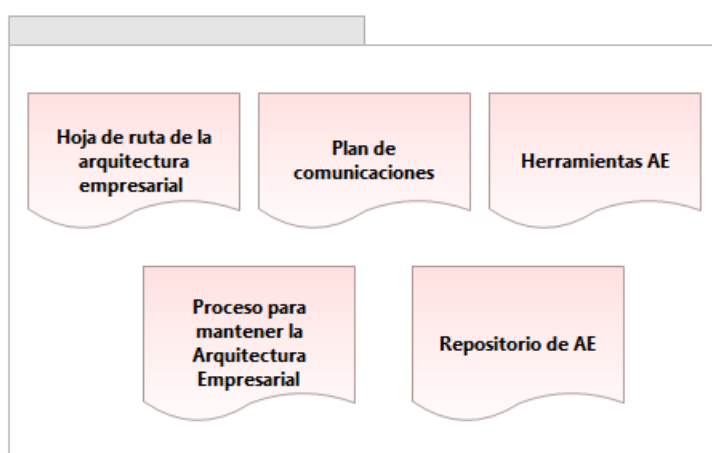 Hoja de ruta de la
arquitectura
empresarial
Plan de
comunicaciones
Herramientas AE
Proceso para
mantener la
Arquitectura
Empresarial
Repositorio de AE